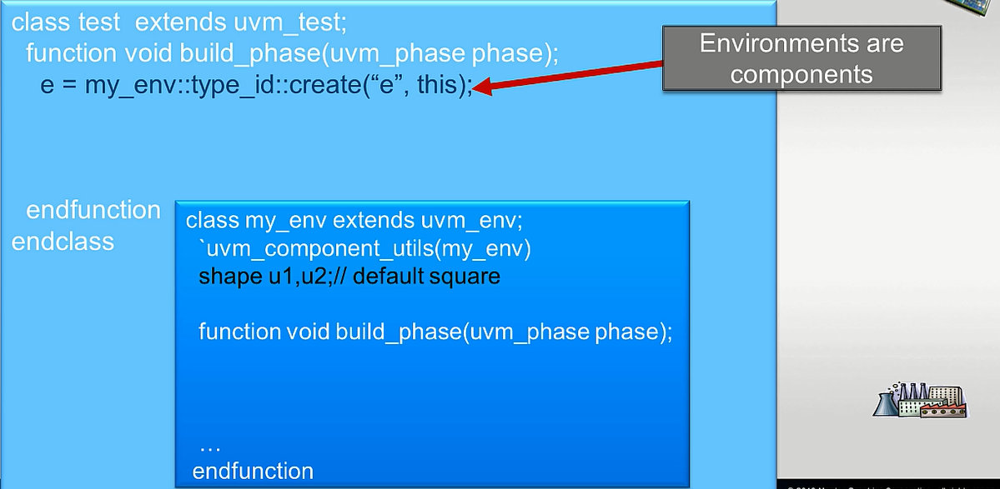 class test  extends uvm_test;
function void build_phase(uvm_phase phase);
e = my_env::type_id::create(“e”, this);
Environments are
components
endfunction
endclass
class my_env extends uvm_env;
`uvm_component_utils(my_env)
shape u1,u2;// default square
function void build_phase(uvm_phase phase);
…
endfunction